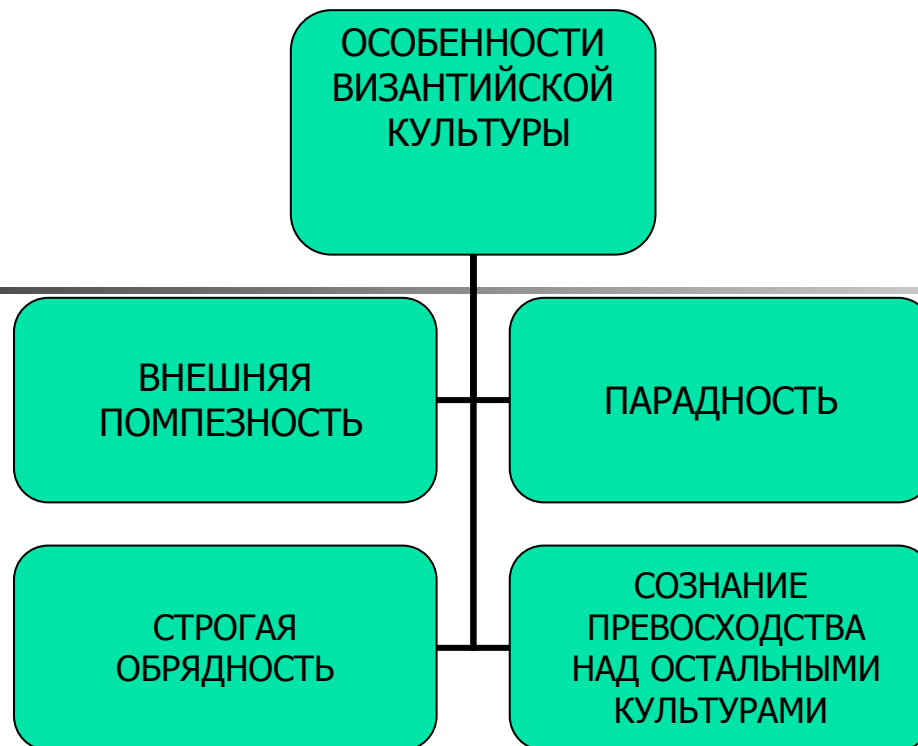 ОСОБЕННОСТИ
ВИЗАНТИЙСКОЙ
КУЛЬТУРЫ
ВНЕШНЯЯ
ПОМПЕЗНОСТЬ
ПАРАДНОСТЬ
СТРОГАЯ
ОБРЯДНОСТЬ
СОЗНАНИЕ
ПРЕВОСХОДСТВА
НАД ОСТАЛЬНЫМИ
КУЛЬТУРАМИ